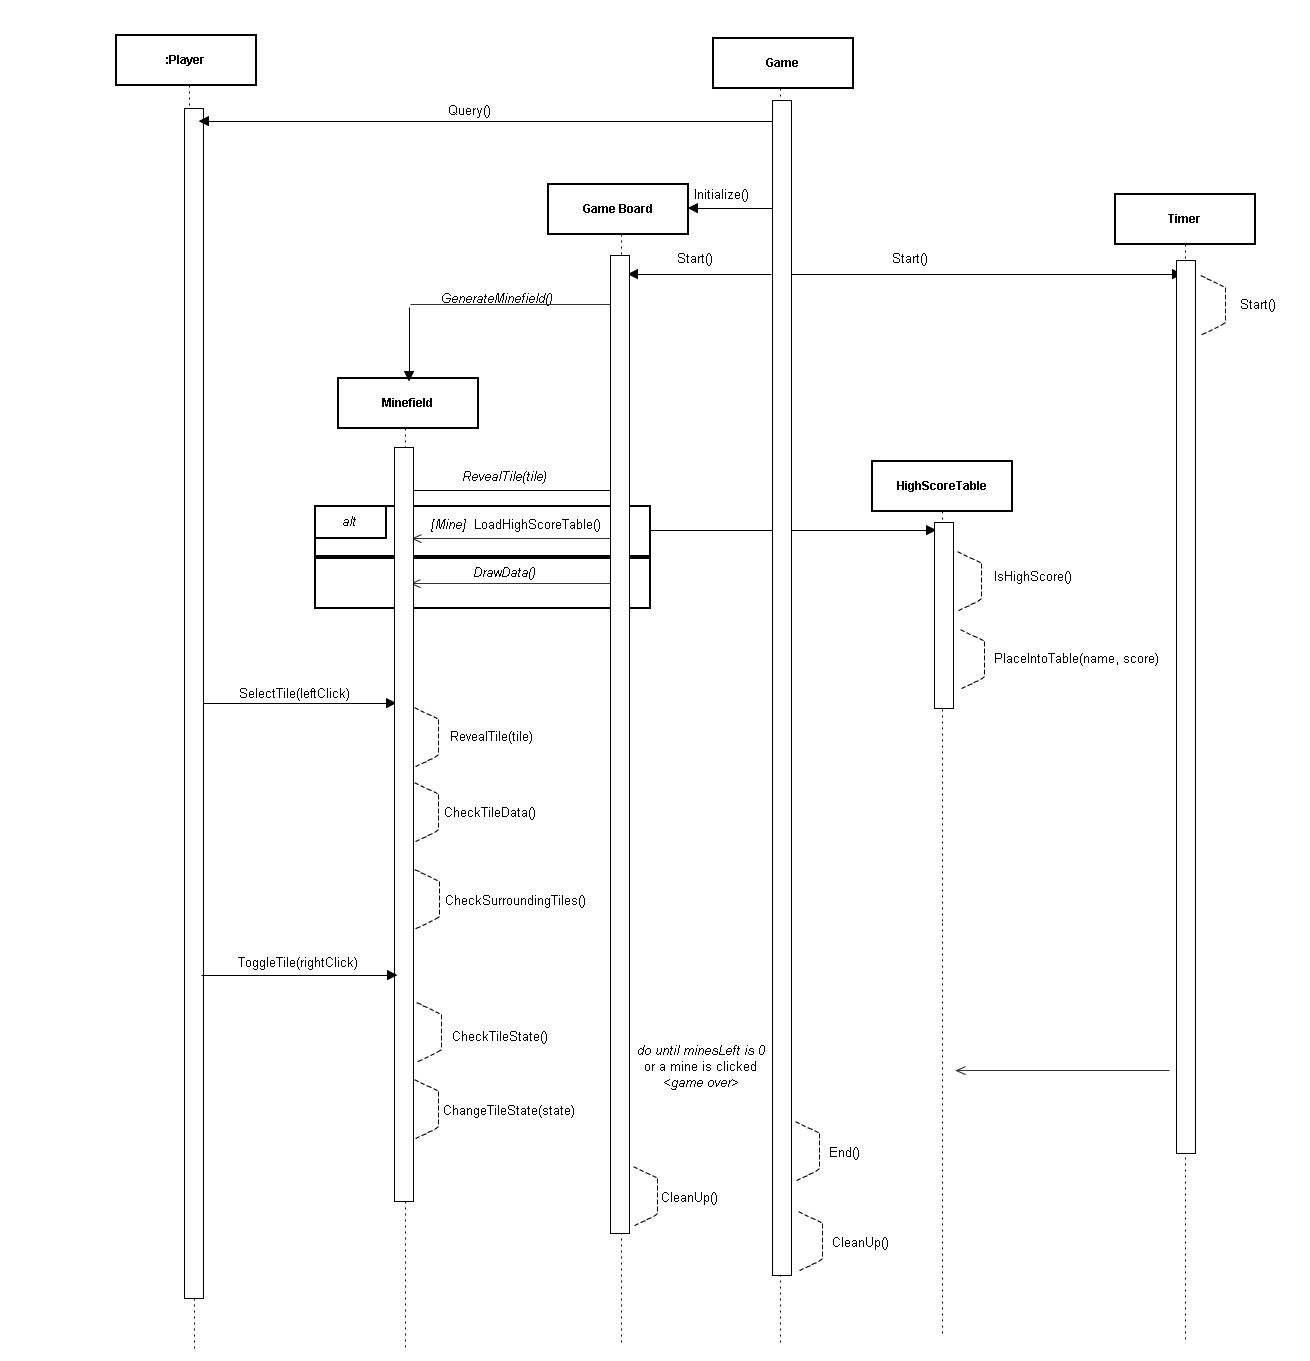 :Player
Game
Query()
Initialize()
Game Board
Timer
Start()
Start()
GenerateMinefield()
Start()
Minefield
RevealTile(tile)
HighScoreTable
alt
[Mine] LoadHighScoreTable()
DrawData()
IsHighScore()
PlaceIntoTable(name, score)
SelectTile(leftClick)
RevealTile(tile)
CheckTileData()
CheckSurroundingTiles()
ToggleTile(rightClick)
CheckTileState()
do until minesLeft is 0
or a mine is clicked
<game over>
ChangeTileState(state)
End()
CleanUp()
CleanUp()